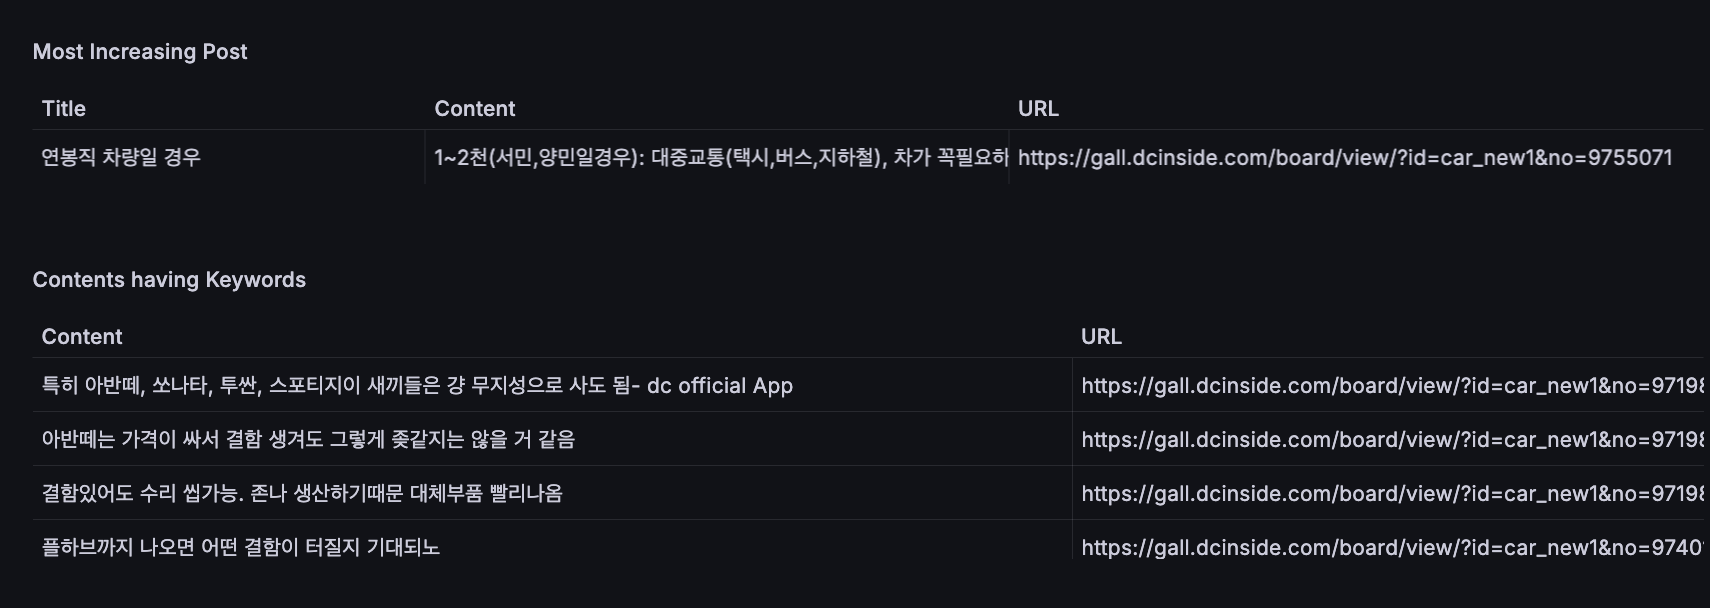 Most Increasing Post
Title Content URL
연봉직 차량일 경우 1~2천(서민,양민일경우): 대중교통(택시,버스,지하철), 차가 꼭필요하 https://gall.dcinside.com/board/view/?id=car_new1&no=9755071
Contents having Keywords
Content URL
특히 아반떼, 쏘나타, 투싼, 스포티지이 새끼들은 걍 무지성으로 사도 됨- dc official App https://gall.dcinside.com/board/view/?id=car_new1&no=97198
아반떼는 가격이 싸서 결함 생겨도 그렇게 좆같지는 않을 거 같음 https://gall.dcinside.com/board/view/?id=car_new1&no=97198
결함있어도 수리 씹가능. 존나 생산하기때문 대체부품 빨리나옴 https://gall.dcinside.com/board/view/?id=car_new1&no=97198
플하브까지 나오면 어떤 결함이 터질지 기대되노 https://gall.dcinside.com/board/view/?id=car_new1&no=9740